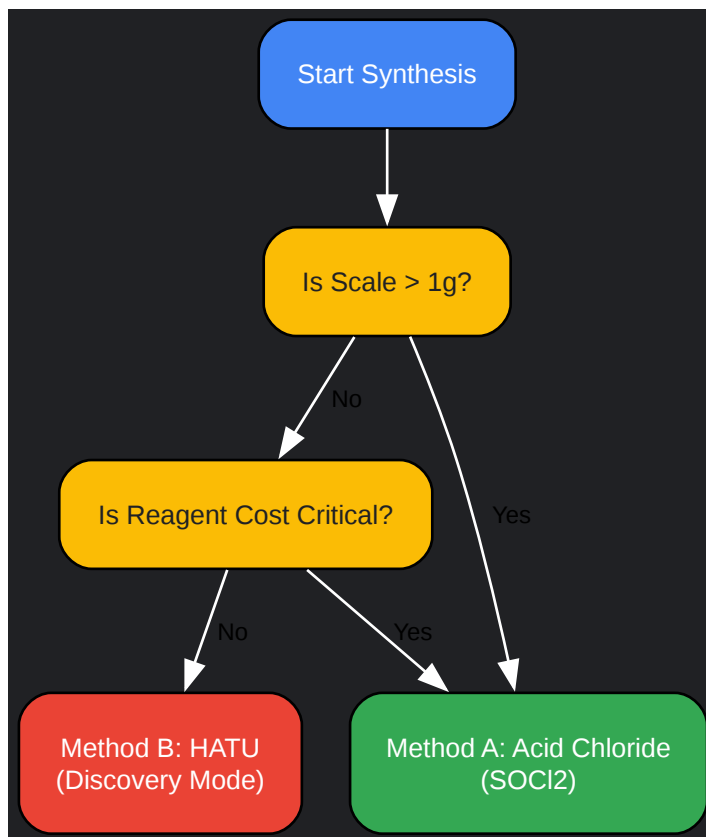 Start Synthesis
Is Scale > 1g?
No
Is Reagent Cost Critical?
Yes
No
Yes
Method B: HATU
(Discovery Mode)
Method A: Acid Chloride
(SOCl2)